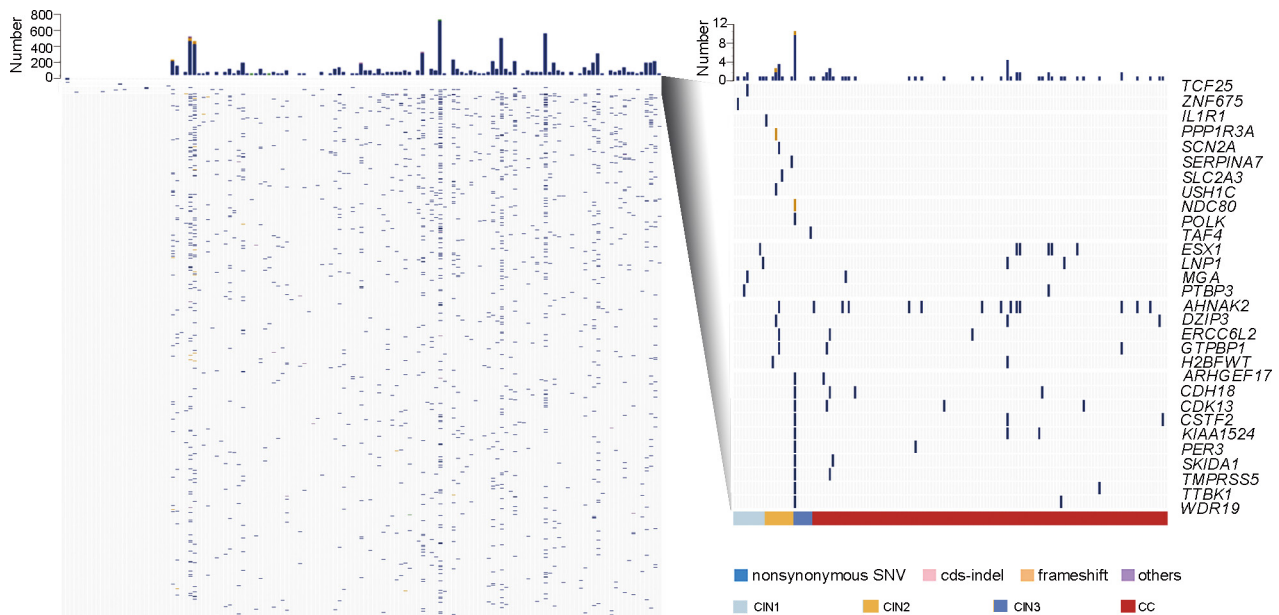 Number
800
600
400
200
0
Number
12
8
4
0
TCF25
ZNF675
IL1R1
PPP1R3A
SCN2A
SERPINA7
SLC2A3
USH1C
NDC80
POLK
TAF4
ESX1
LNP1
MGA
PTBP3
AHNAK2
DZIP3
ERCC6L2
GTPBP1
H2BFWT
ARHGEF17
CDH18
CDK13
CSTF2
KIAA1524
PER3
SKIDA1
TMPRSS5
TTBK1
WDR19
nonsynonymous SNV cds-indel frameshift others
CIN1 CIN2 CIN3 CC